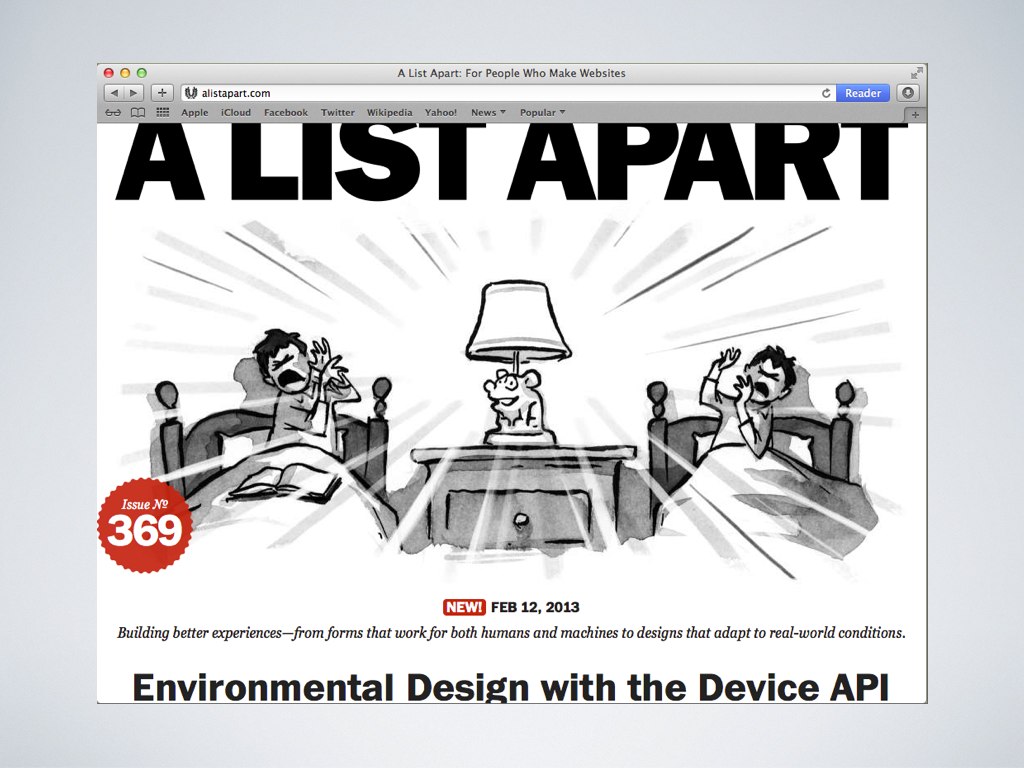 A List Apart: For People Who Make Websites
alistapart.com
Reader
Apple iCloud Facebook Twitter Wikipedia Yahoo! News Popular
A LIST APART
Issue Nº
369
NEW! FEB 12, 2013
Building better experiences—from forms that work for both humans and machines to designs that adapt to real-world conditions.
Environmental Design with the Device API